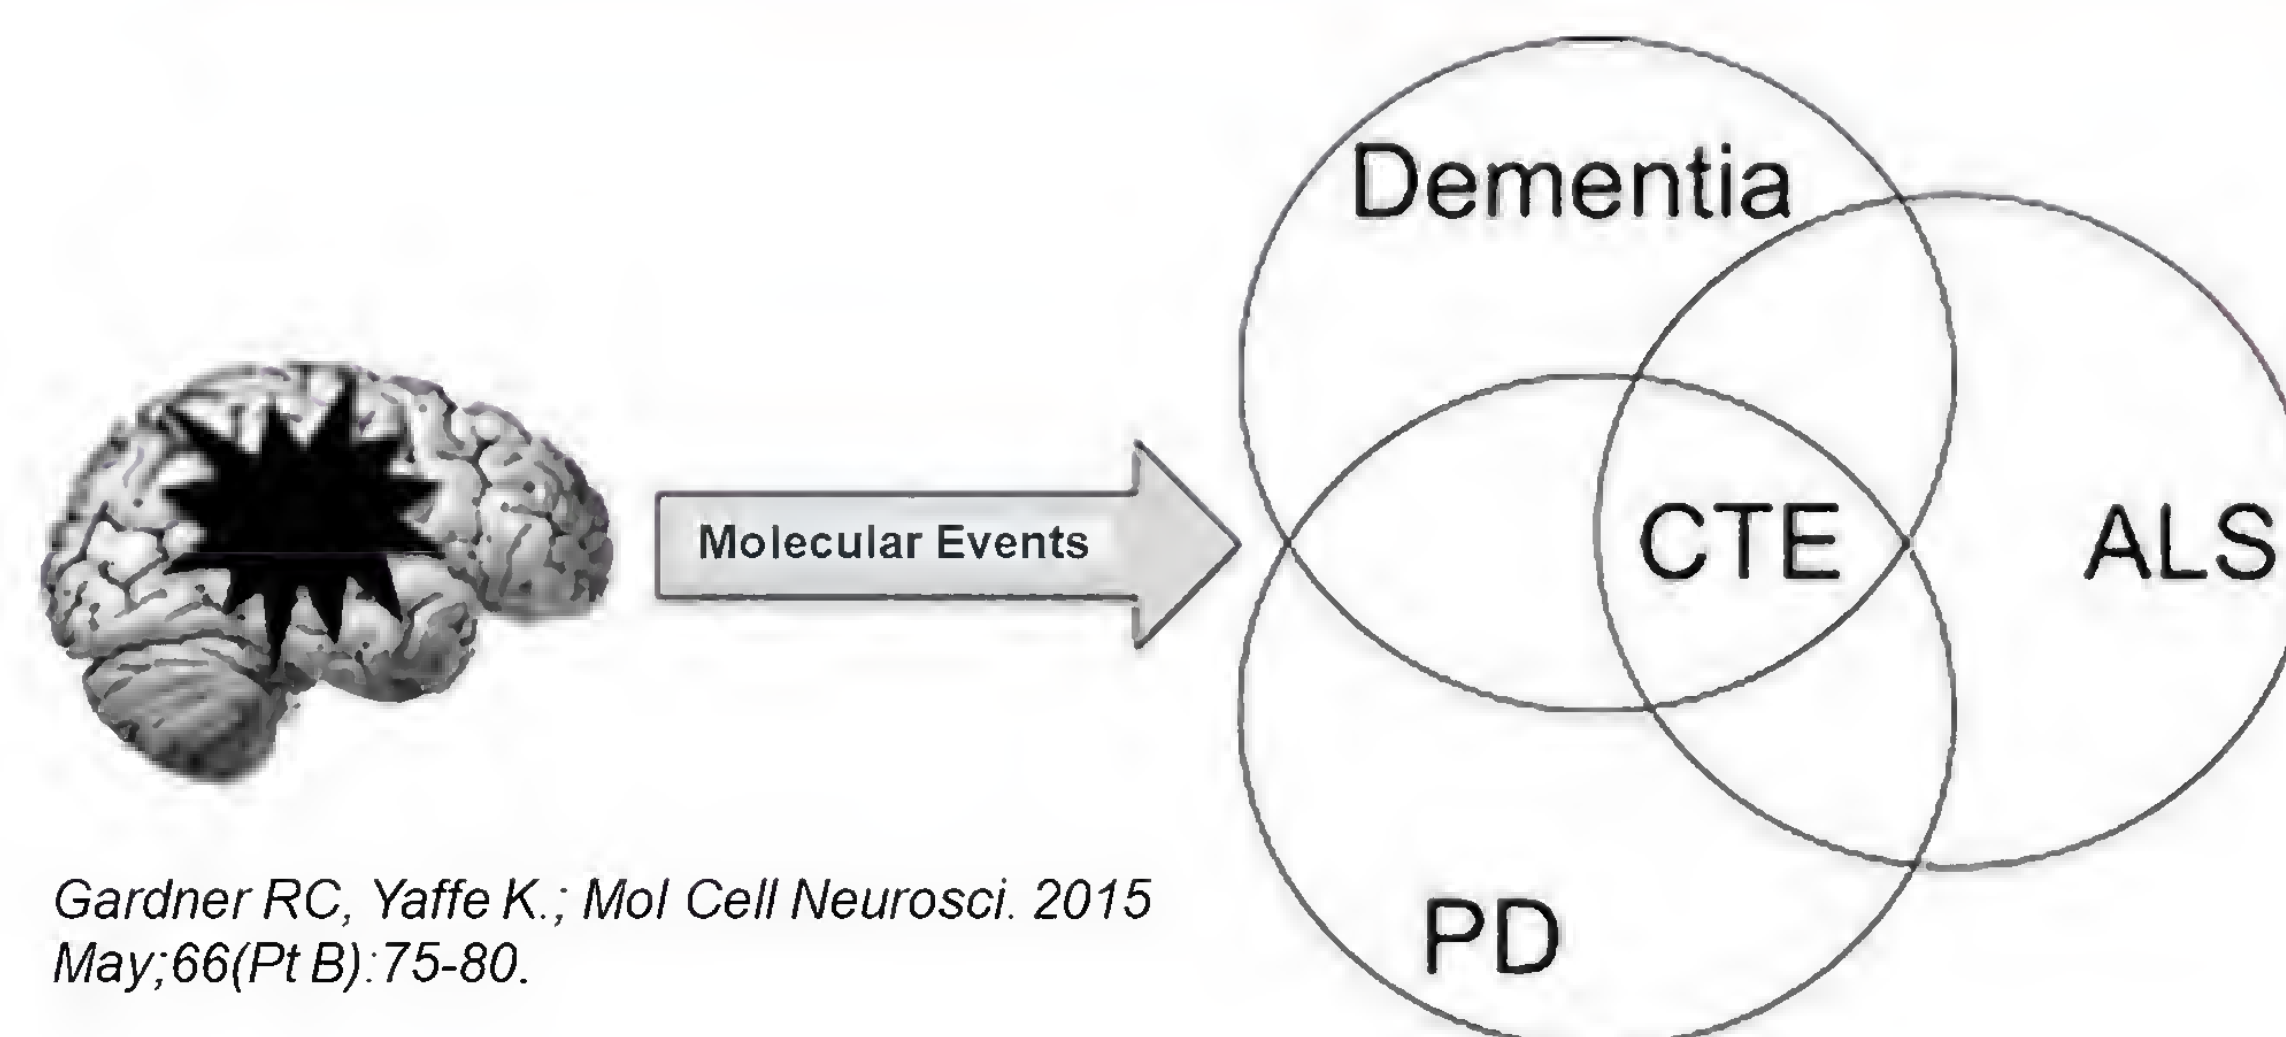 Dementia
Molecular Events
CTE
ALS
PD
Gardner RC, Yaffe K.; Mol Cell Neurosci. 2015
May;66(Pt B):75-80.